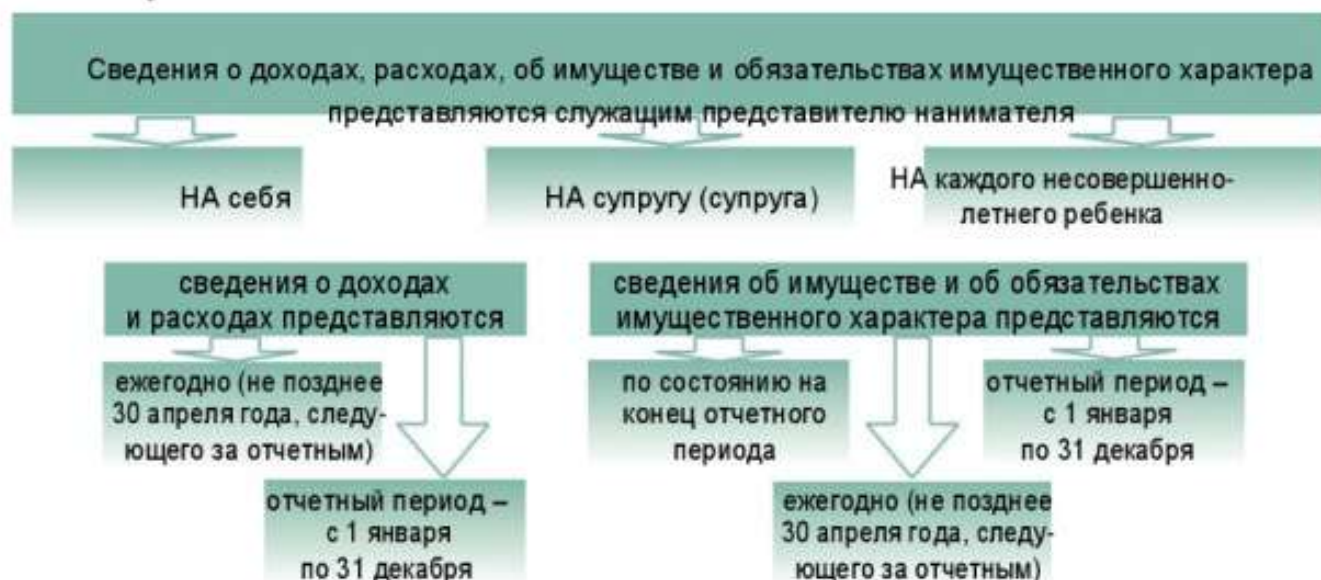 Сведения о доходах, расходах, об имуществе и обязательствах имущественного характера
представляются служащим представителю нанимателя
НА себя
НА супругу (супруга)
НА каждого несовершенно-
летнего ребенка
сведения о доходах
и расходах представляются
ежегодно (не позднее
30 апреля года, следу-
ющего за отчетным)
отчетный период –
с 1 января
по 31 декабря
сведения об имуществе и об обязательствах
имущественного характера представляются
по состоянию на
конец отчетного
периода
ежегодно (не позднее
30 апреля года, следу-
ющего за отчетным)
отчетный период –
с 1 января
по 31 декабря